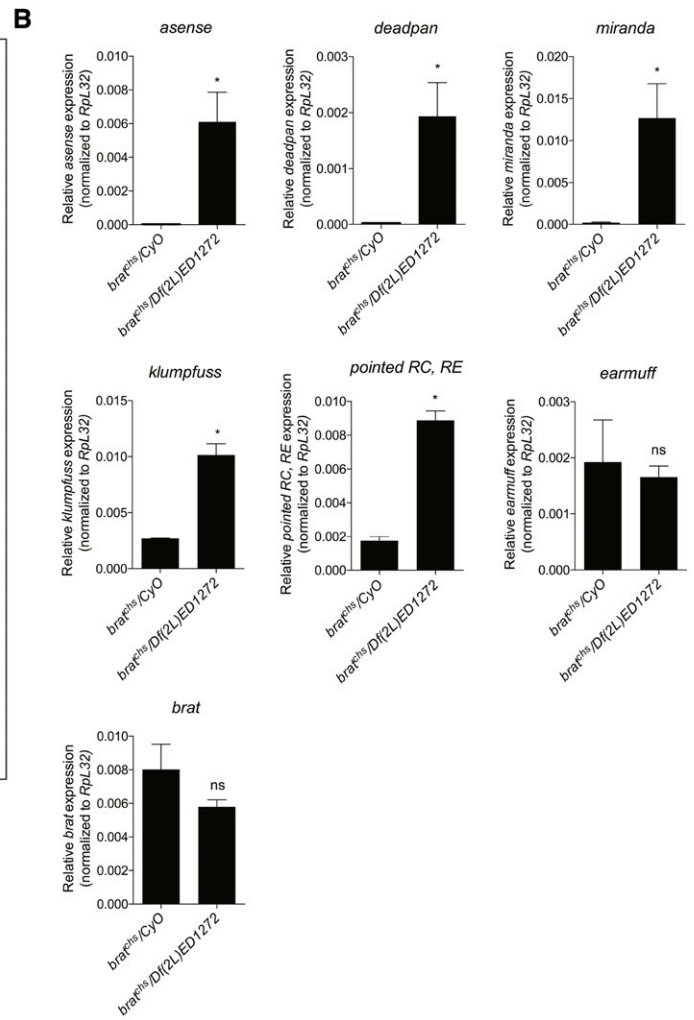 B
asense
Relative asense expression
(normalized to RpL32)
0.010
0.008
0.006
0.004
0.002
0.000
*
brat^chs/CyO
brat^chs/Df(2L)ED1272
deadpan
Relative deadpan expression
(normalized to RpL32)
0.003
0.002
0.001
0.000
*
brat^chs/CyO
brat^chs/Df(2L)ED1272
miranda
Relative miranda expression
(normalized to RpL32)
0.020
0.015
0.010
0.005
0.000
*
brat^chs/CyO
brat^chs/Df(2L)ED1272
klumpfuss
Relative klumpfuss expression
(normalized to RpL32)
0.015
0.010
0.005
0.000
*
brat^chs/CyO
brat^chs/Df(2L)ED1272
pointed RC, RE
Relative pointed RC, RE expression
(normalized to RpL32)
0.010
0.008
0.006
0.004
0.002
0.000
*
brat^chs/CyO
brat^chs/Df(2L)ED1272
earmuff
Relative earmuff expression
(normalized to RpL32)
0.003
0.002
0.001
0.000
ns
brat^chs/CyO
brat^chs/Df(2L)ED1272
brat
Relative brat expression
(normalized to RpL32)
0.010
0.008
0.006
0.004
0.002
0.000
ns
brat^chs/CyO
brat^chs/Df(2L)ED1272